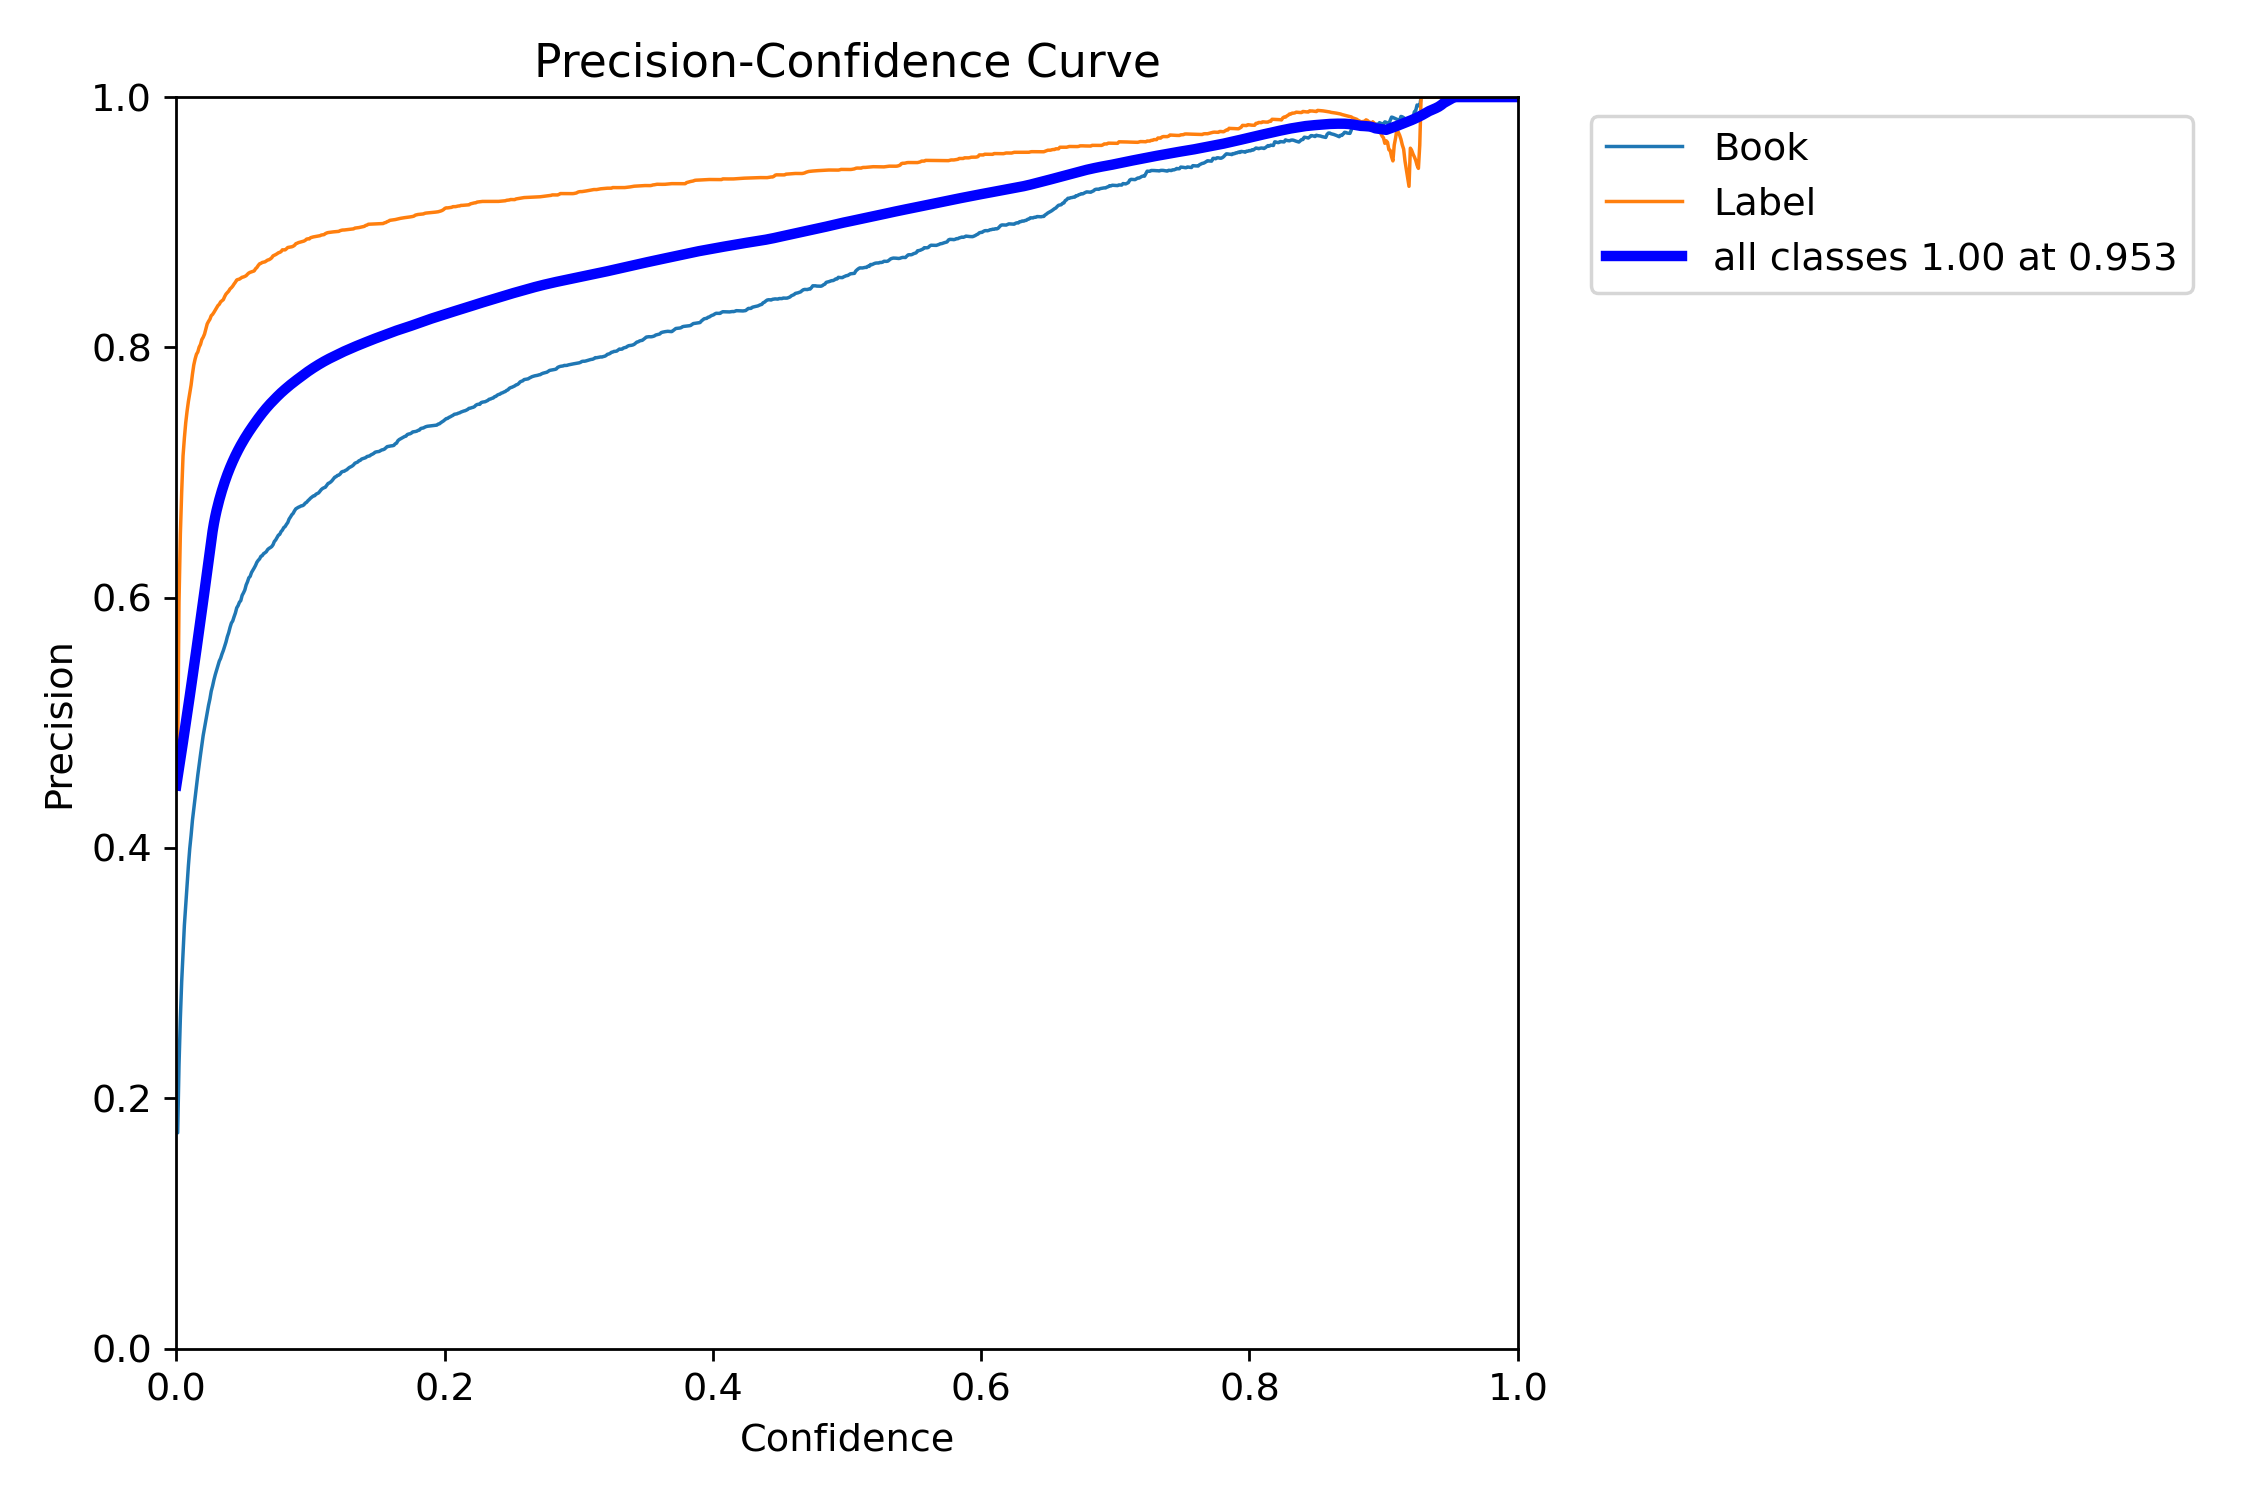 Precision-Confidence Curve
1.0
0.8
0.6
0.4
0.2
0.0
Precision
0.0 0.2 0.4 0.6 0.8 1.0
Confidence
Book
Label
all classes 1.00 at 0.953